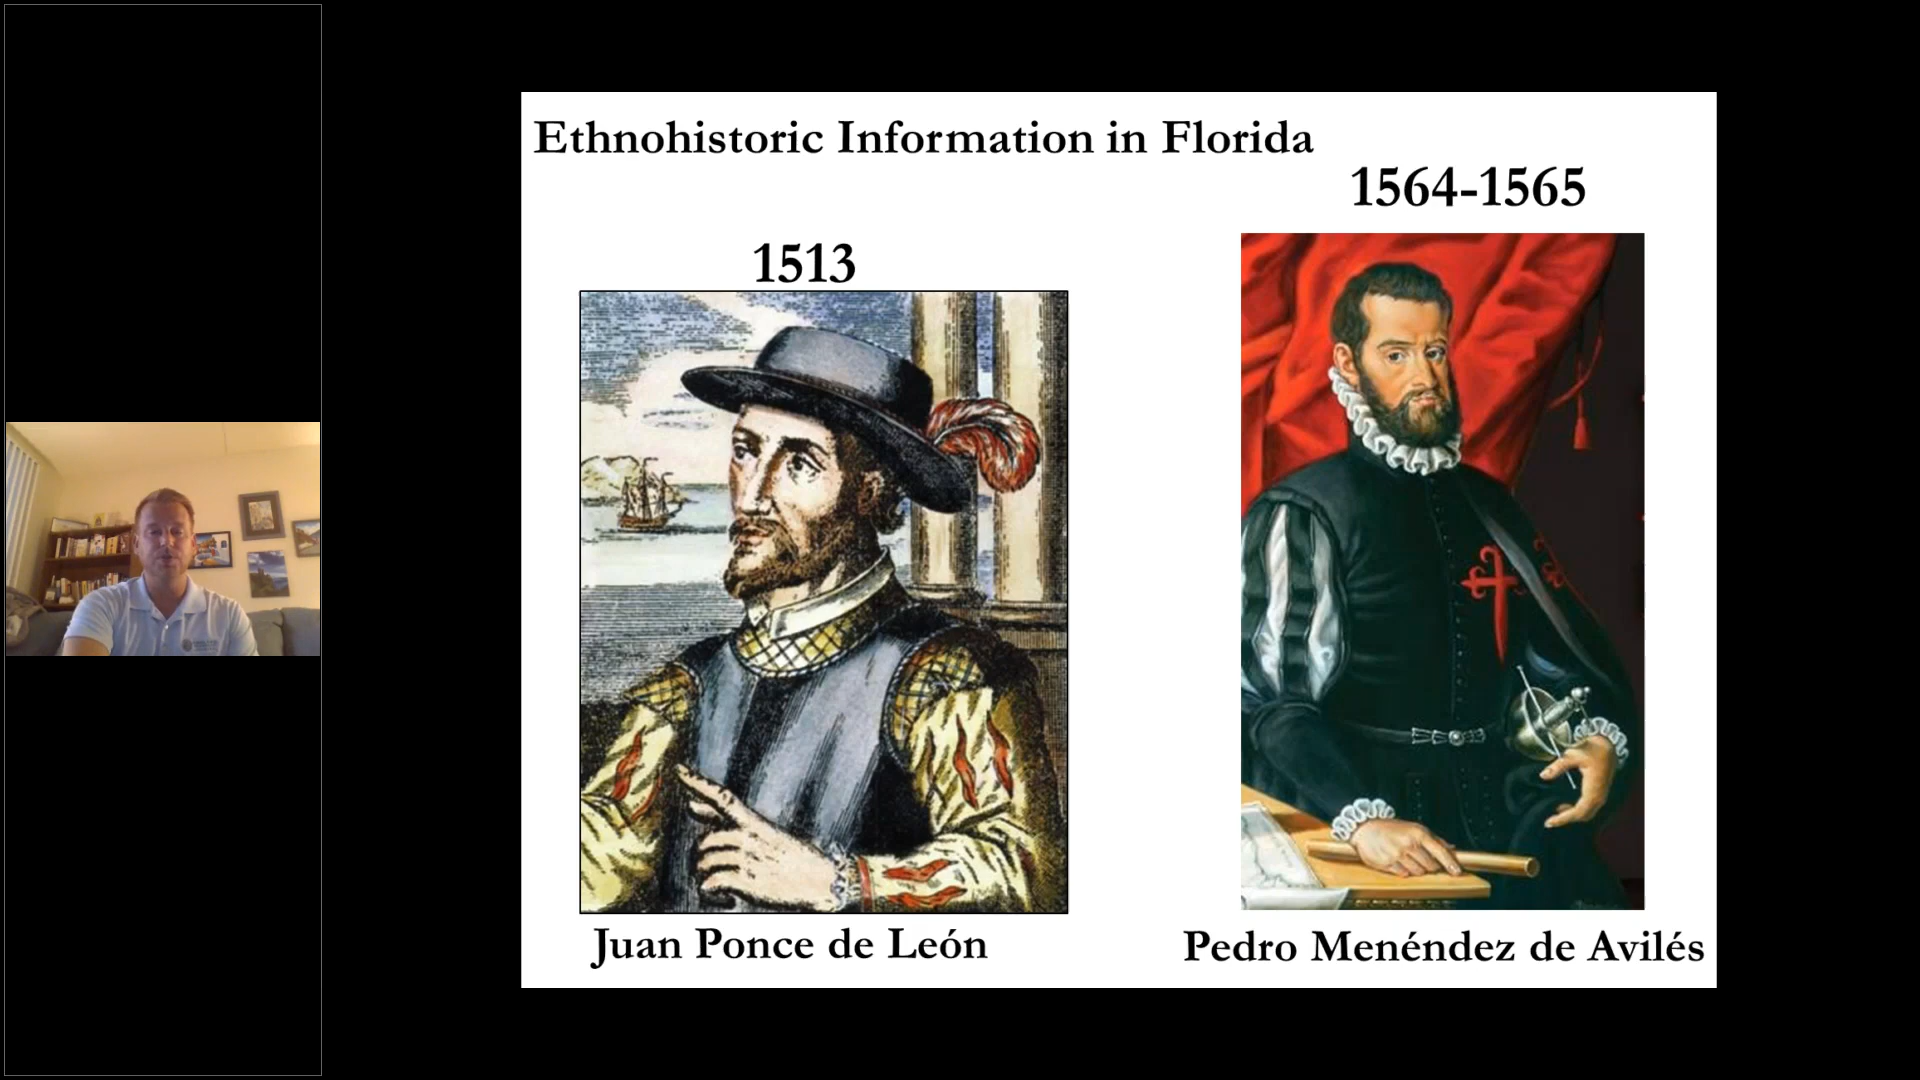 Ethnohistoric Information in Florida
1564-1565
1513
Juan Ponce de León
Pedro Menéndez de Avilés